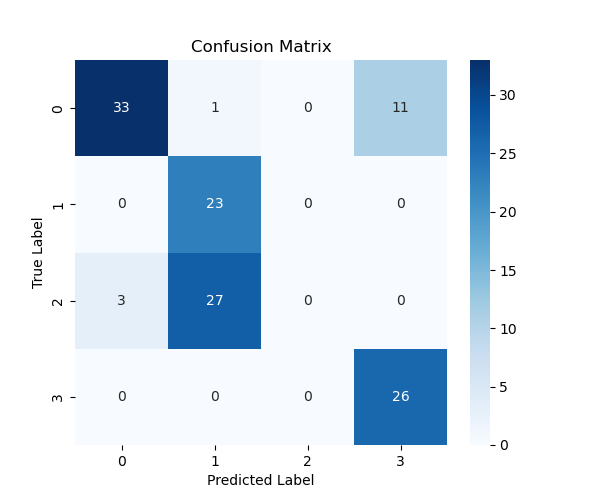 Confusion Matrix
True Label
0 33 1 0 11
1 0 23 0 0
2 3 27 0 0
3 0 0 0 26
0 1 2 3
Predicted Label
30
25
20
15
10
5
0